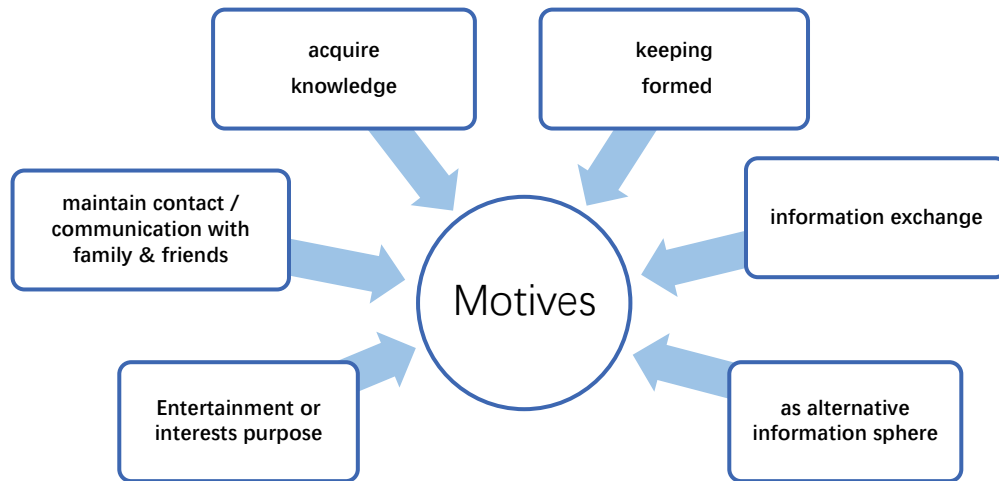 acquire
knowledge
keeping
formed
maintain contact /
communication with
family & friends
information exchange
Motives
Entertainment or
interests purpose
as alternative
information sphere